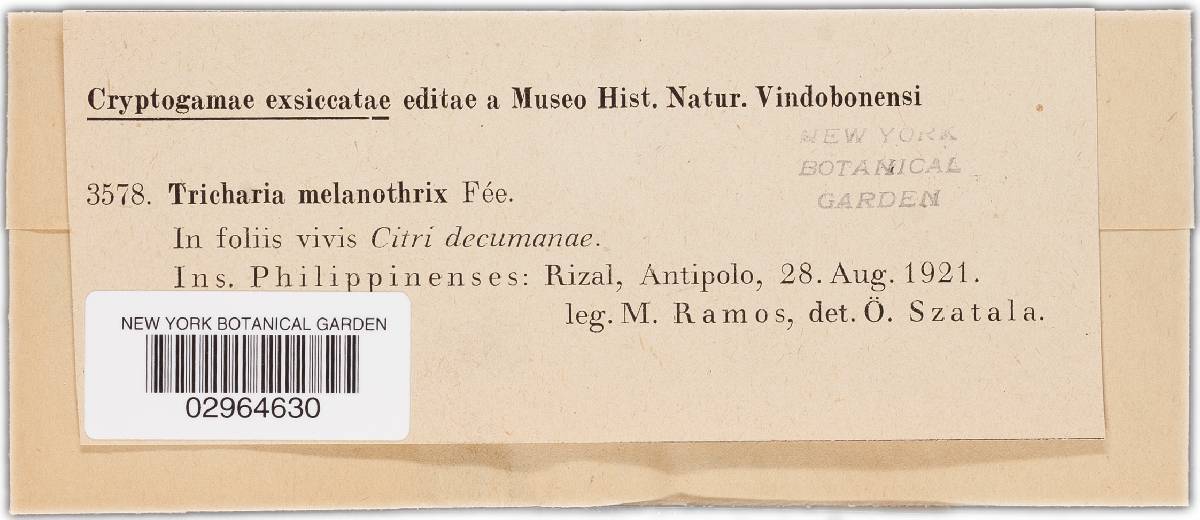 Cryptogamae exsiccatae editae a Museo Hist. Natur. Vindobonensi
NEW YORK
BOTANICAL
GARDEN
3578. Tricharia melanothrix Fée.
In foliis vivis Citri decumanae.
Ins. Philippinenses: Rizal, Antipolo, 28. Aug. 1921.
leg. M. Ramos, det. Ö. Szatala.
NEW YORK BOTANICAL GARDEN
02964630